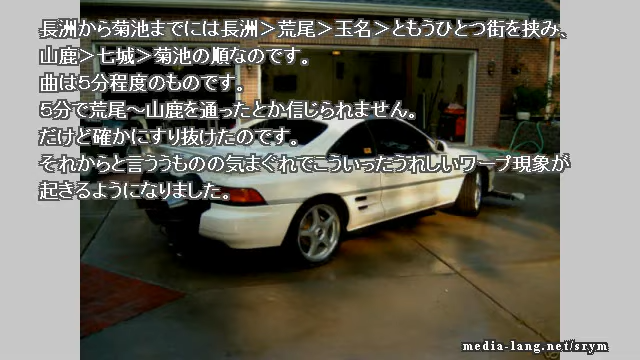 長洲から菊池までには長洲＞荒尾＞玉名＞ともうひとつ街を挟み、
山鹿＞七城＞菊池の順なのです。
曲は５分程度のものです。
５分で荒尾～山鹿を通ったとか信じられません。
だけど確かにすり抜けたのです。
それからと言ううものの気まぐれでこういったうれしいワープ現象が
起きるようになりました。
media-lang.net/srym